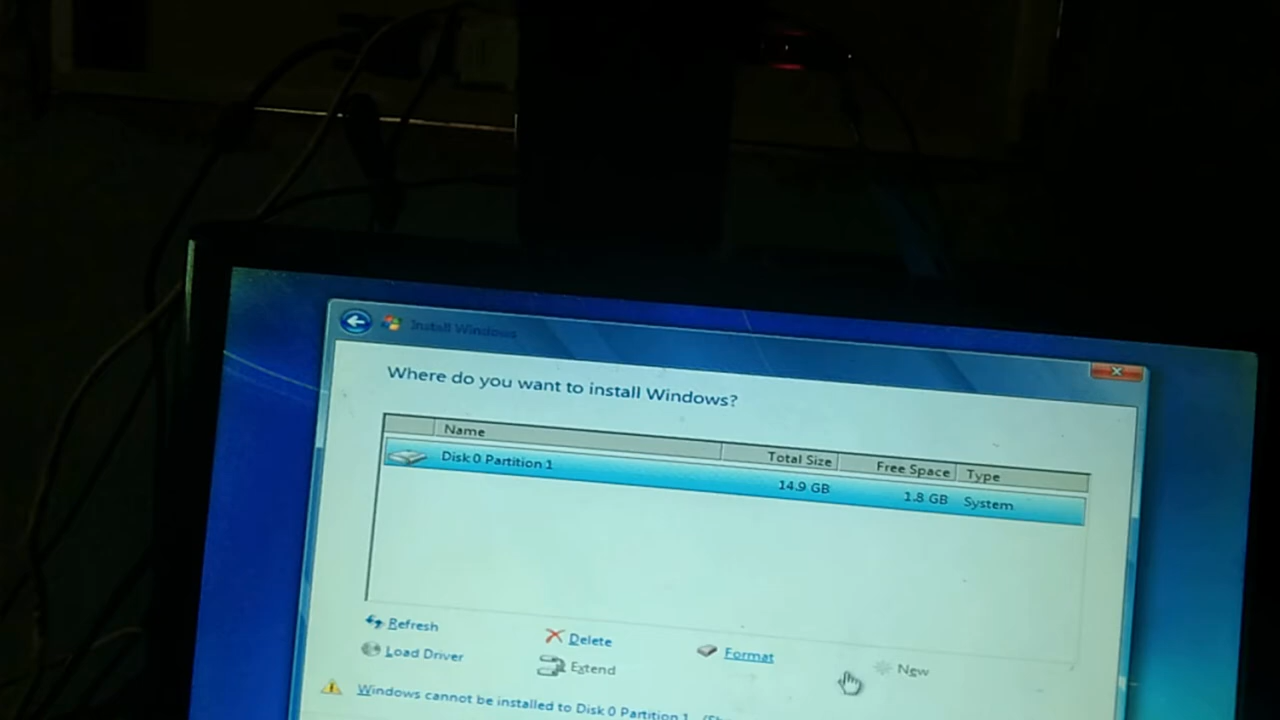 Install Windows
Where do you want to install Windows?
Name Total Size Free Space Type
Disk 0 Partition 1 14.9 GB 1.8 GB System
Refresh Delete Format New
Load Driver Extend
Windows cannot be installed to Disk 0 Partition 1.